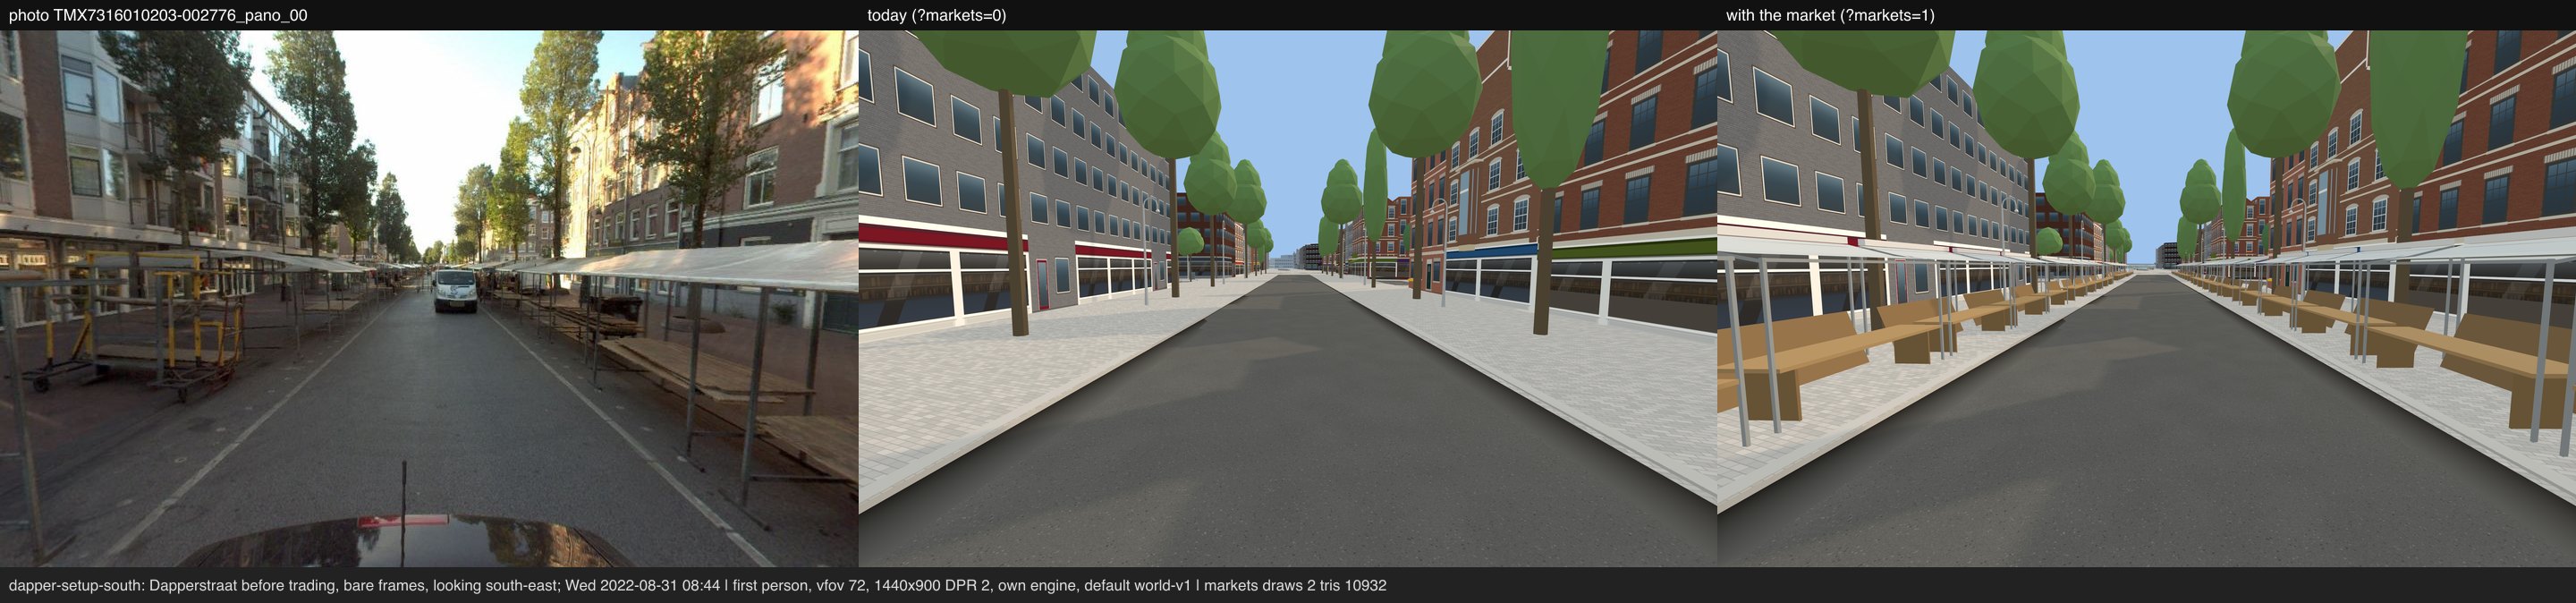 photo TMX7316010203-002776_pano_00
today (?markets=0)
with the market (?markets=1)
dapper-setup-south: Dapperstraat before trading, bare frames, looking south-east; Wed 2022-08-31 08:44 | first person, vfov 72, 1440x900 DPR 2, own engine, default world-v1 | markets draws 2 tris 10932